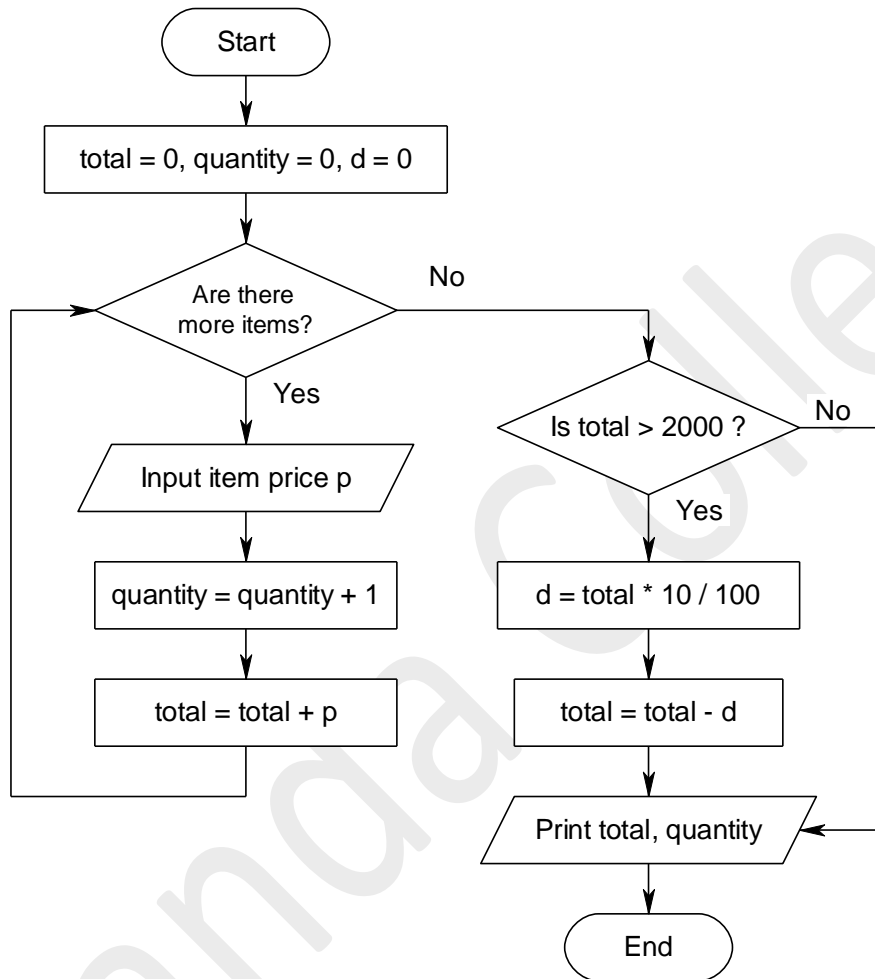 Start
total = 0, quantity = 0, d = 0
Are there
more items?
No
Yes
Input item price p
quantity = quantity + 1
total = total + p
Is total > 2000 ?
No
Yes
d = total * 10 / 100
total = total - d
Print total, quantity
End